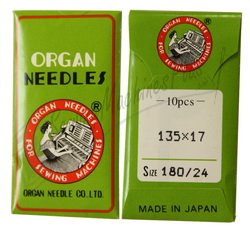 ORGAN
NEEDLES
®
ORGAN NEEDLES
FOR SEWING MACHINES
ORGAN NEEDLE CO. LTD.
ORGAN NEEDLES
®
FOR SEWING MACHINES
10pcs
135×17
SIZE 180/24
MADE IN JAPAN